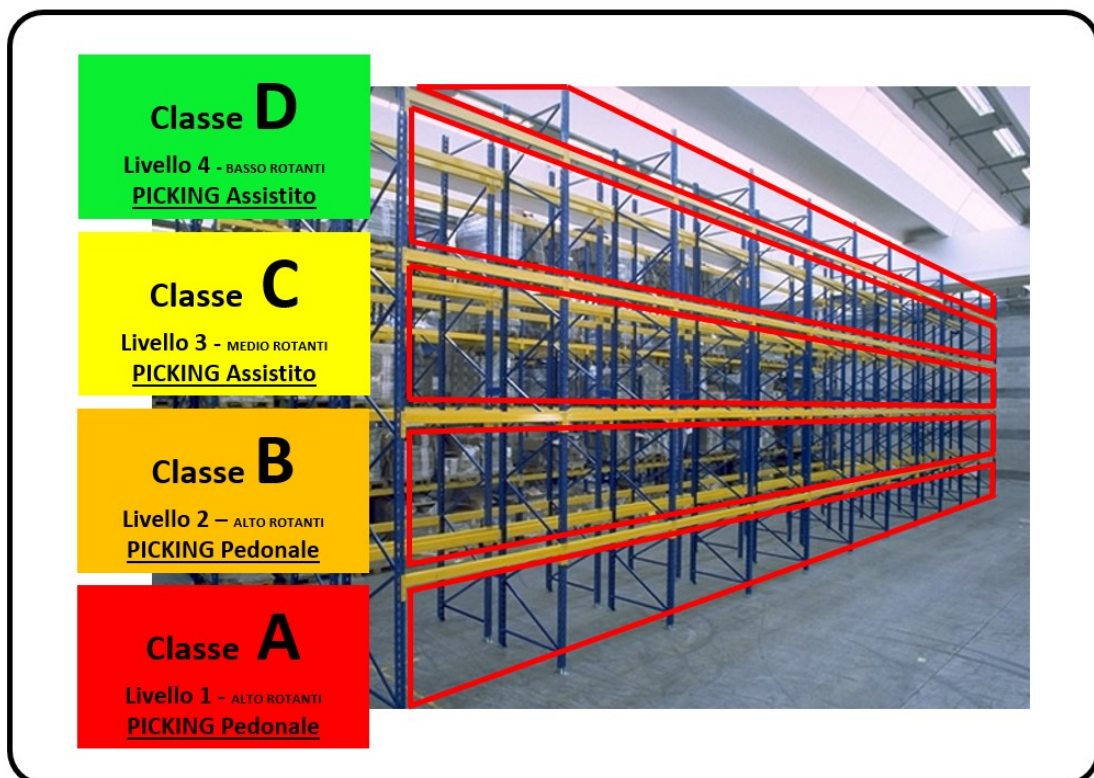 Classe D
Livello 4 - BASSO ROTANTI
PICKING Assistito
Classe C
Livello 3 - MEDIO ROTANTI
PICKING Assistito
Classe B
Livello 2 – ALTO ROTANTI
PICKING Pedonale
Classe A
Livello 1 - ALTO ROTANTI
PICKING Pedonale